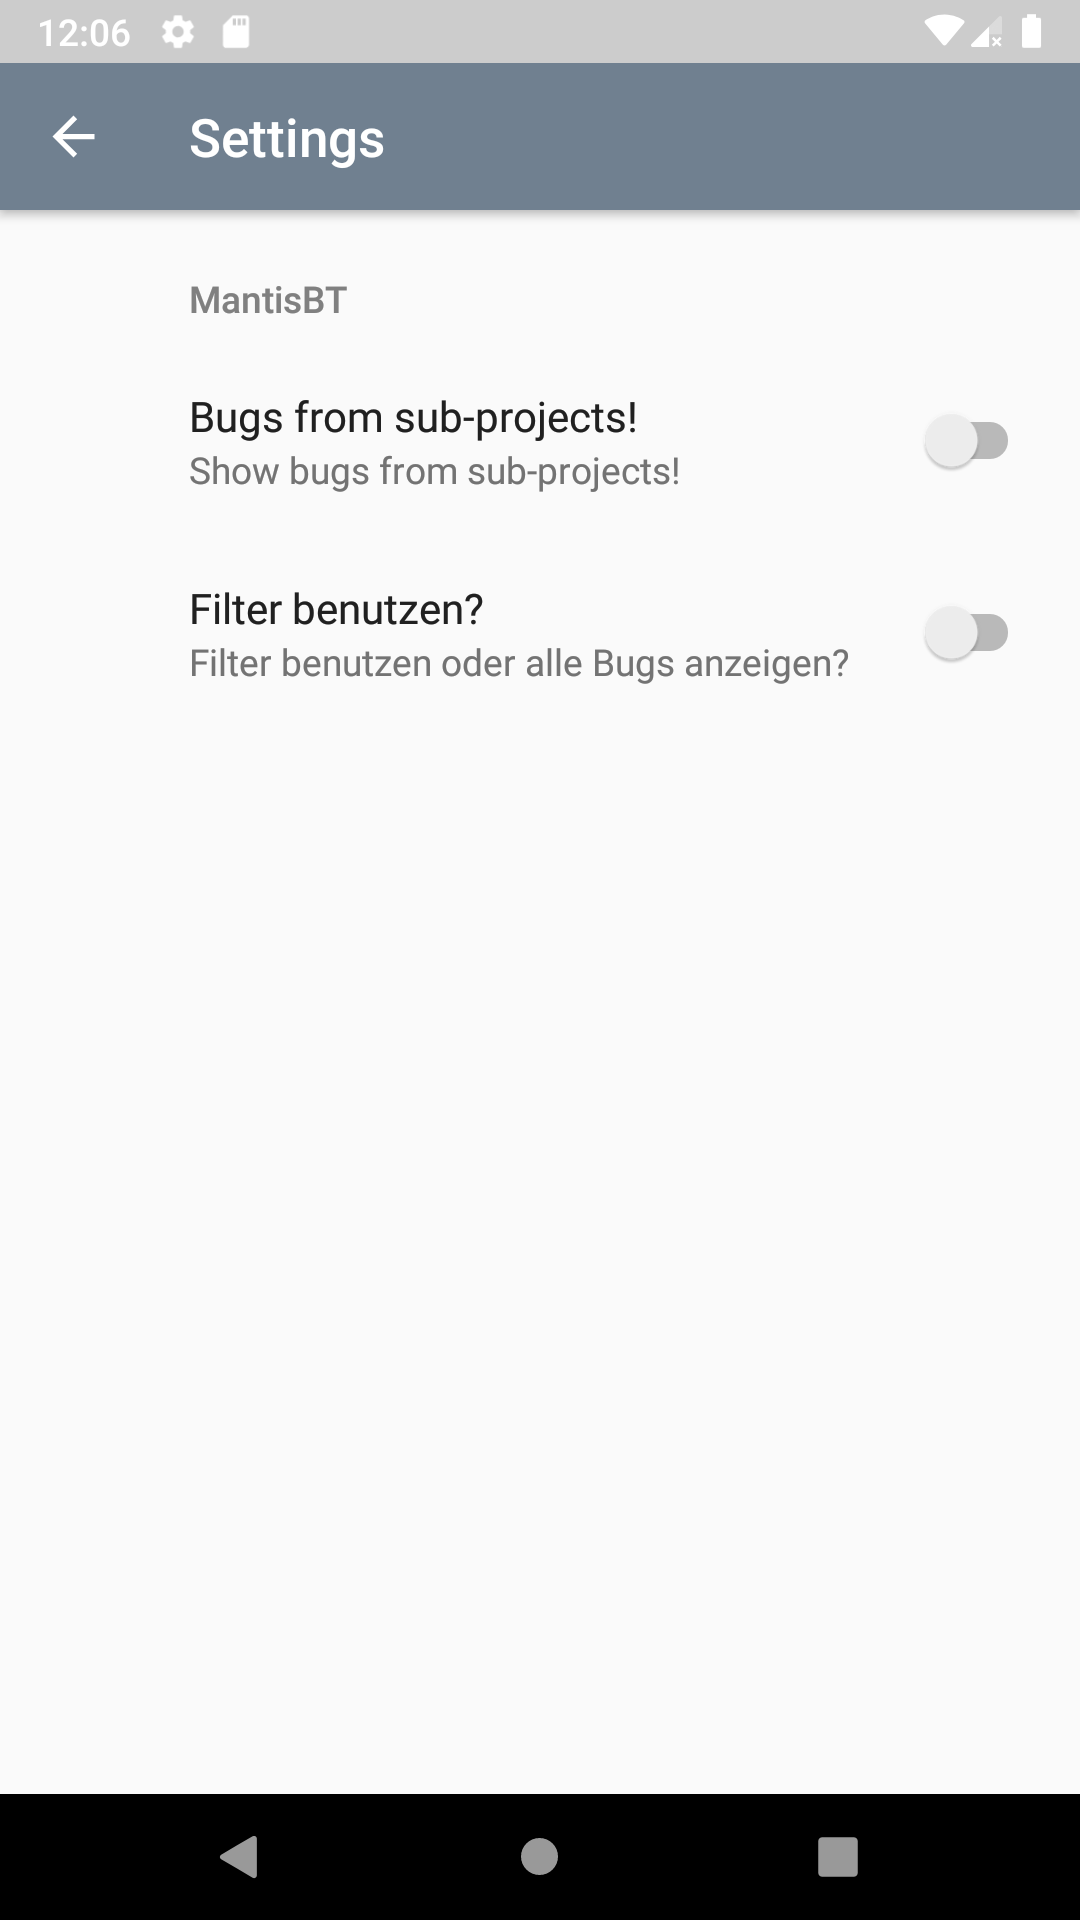 12:06
Settings
MantisBT
Bugs from sub-projects!
Show bugs from sub-projects!
Filter benutzen?
Filter benutzen oder alle Bugs anzeigen?